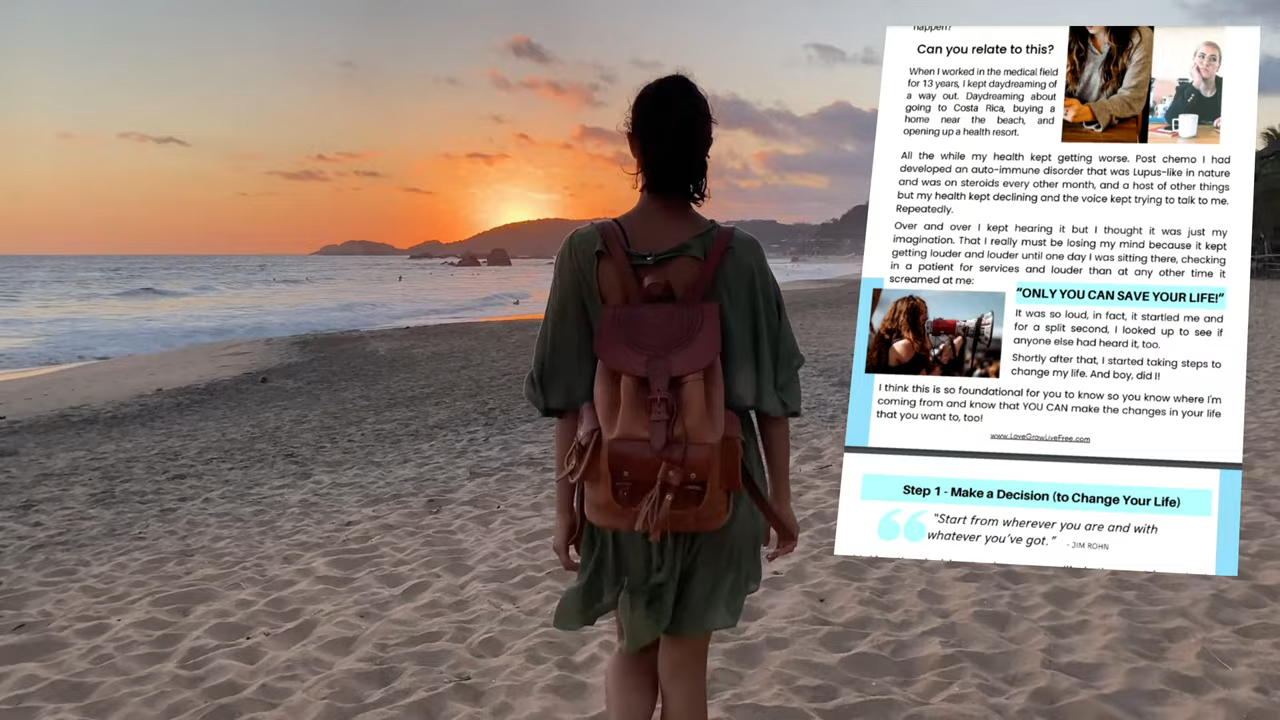 happen?
Can you relate to this?
When I worked in the medical field
for 13 years, I kept daydreaming of
a way out. Daydreaming about
going to Costa Rica, buying a
home near the beach, and
opening up a health resort.
All the while my health kept getting worse. Post chemo I had
developed an auto-immune disorder that was Lupus-like in nature
and was on steroids every other month, and a host of other things
but my health kept declining and the voice kept trying to talk to me.
Repeatedly.
Over and over I kept hearing it but I thought it was just my
imagination. That I really must be losing my mind because it kept
getting louder and louder until one day I was sitting there, checking
in a patient for services and louder than at any other time it
screamed at me:
"ONLY YOU CAN SAVE YOUR LIFE!"
It was so loud, in fact, it startled me and
for a split second, I looked up to see if
anyone else had heard it, too.
Shortly after that, I started taking steps to
change my life. And boy, did I!
I think this is so foundational for you to know so you know where I'm
coming from and know that YOU CAN make the changes in your life
that you want to, too!
www.LoveGrowLiveFree.com
Step 1 - Make a Decision (to Change Your Life)
"Start from wherever you are and with
whatever you've got." - JIM ROHN